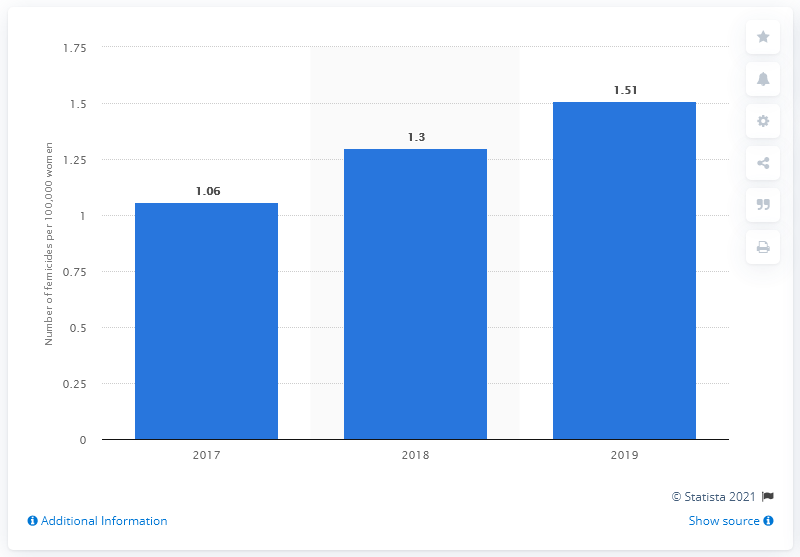 1.75
1.5
1.25
1
0.75
0.5
0.25
0
Number of femicides per 100,000 women
1.06
1.3
1.51
2017 2018 2019
© Statista 2021
Additional Information
Show source